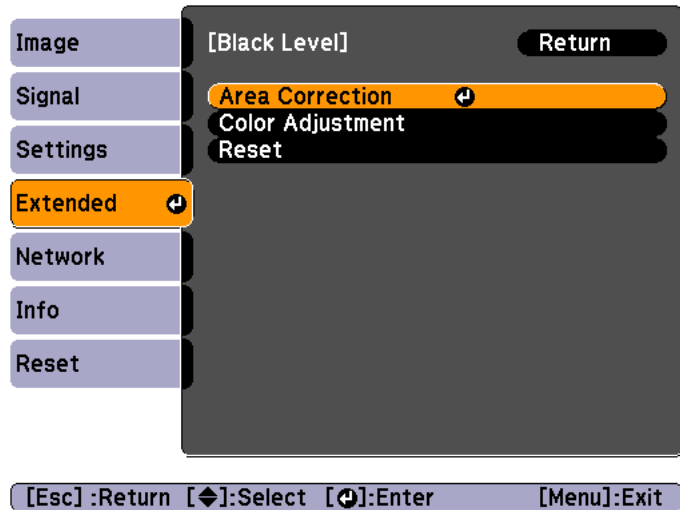 Image
Signal
Settings
Extended
Network
Info
Reset
[Black Level]
Return
Area Correction
Color Adjustment
Reset
[Esc] :Return [◆]:Select [↵]:Enter [Menu]:Exit